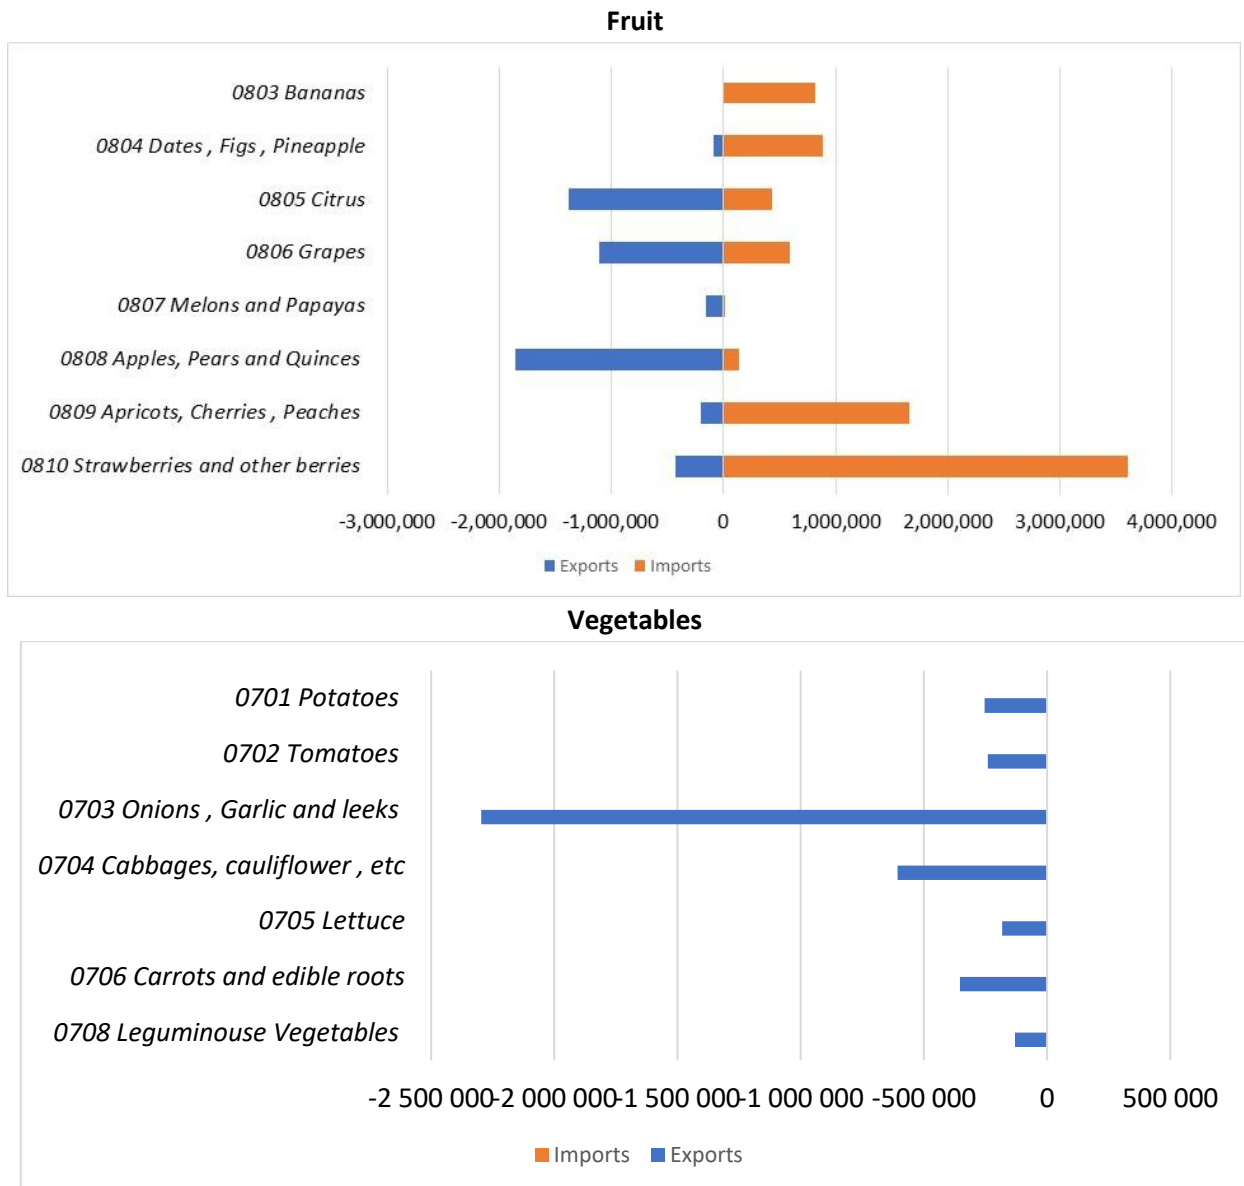 Fruit
0803 Bananas
0804 Dates , Figs , Pineapple
0805 Citrus
0806 Grapes
0807 Melons and Papayas
0808 Apples, Pears and Quinces
0809 Apricots, Cherries , Peaches
0810 Strawberries and other berries
-3,000,000 -2,000,000 -1,000,000 0 1,000,000 2,000,000 3,000,000 4,000,000
Exports Imports
Vegetables
0701 Potatoes
0702 Tomatoes
0703 Onions , Garlic and leeks
0704 Cabbages, cauliflower , etc
0705 Lettuce
0706 Carrots and edible roots
0708 Leguminouse Vegetables
-2 500 000 -2 000 000 -1 500 000 -1 000 000 -500 000 0 500 000
Imports Exports